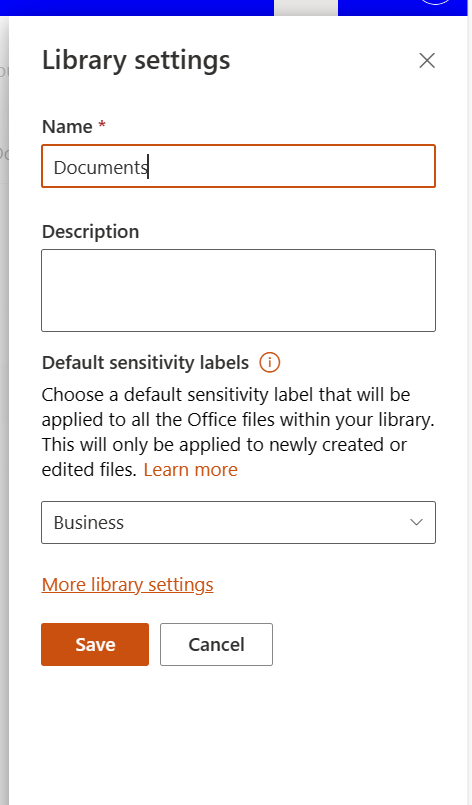 Library settings
Name *
Documents
Description
Default sensitivity labels
Choose a default sensitivity label that will be
applied to all the Office files within your library.
This will only be applied to newly created or
edited files. Learn more
Business
More library settings
Save
Cancel